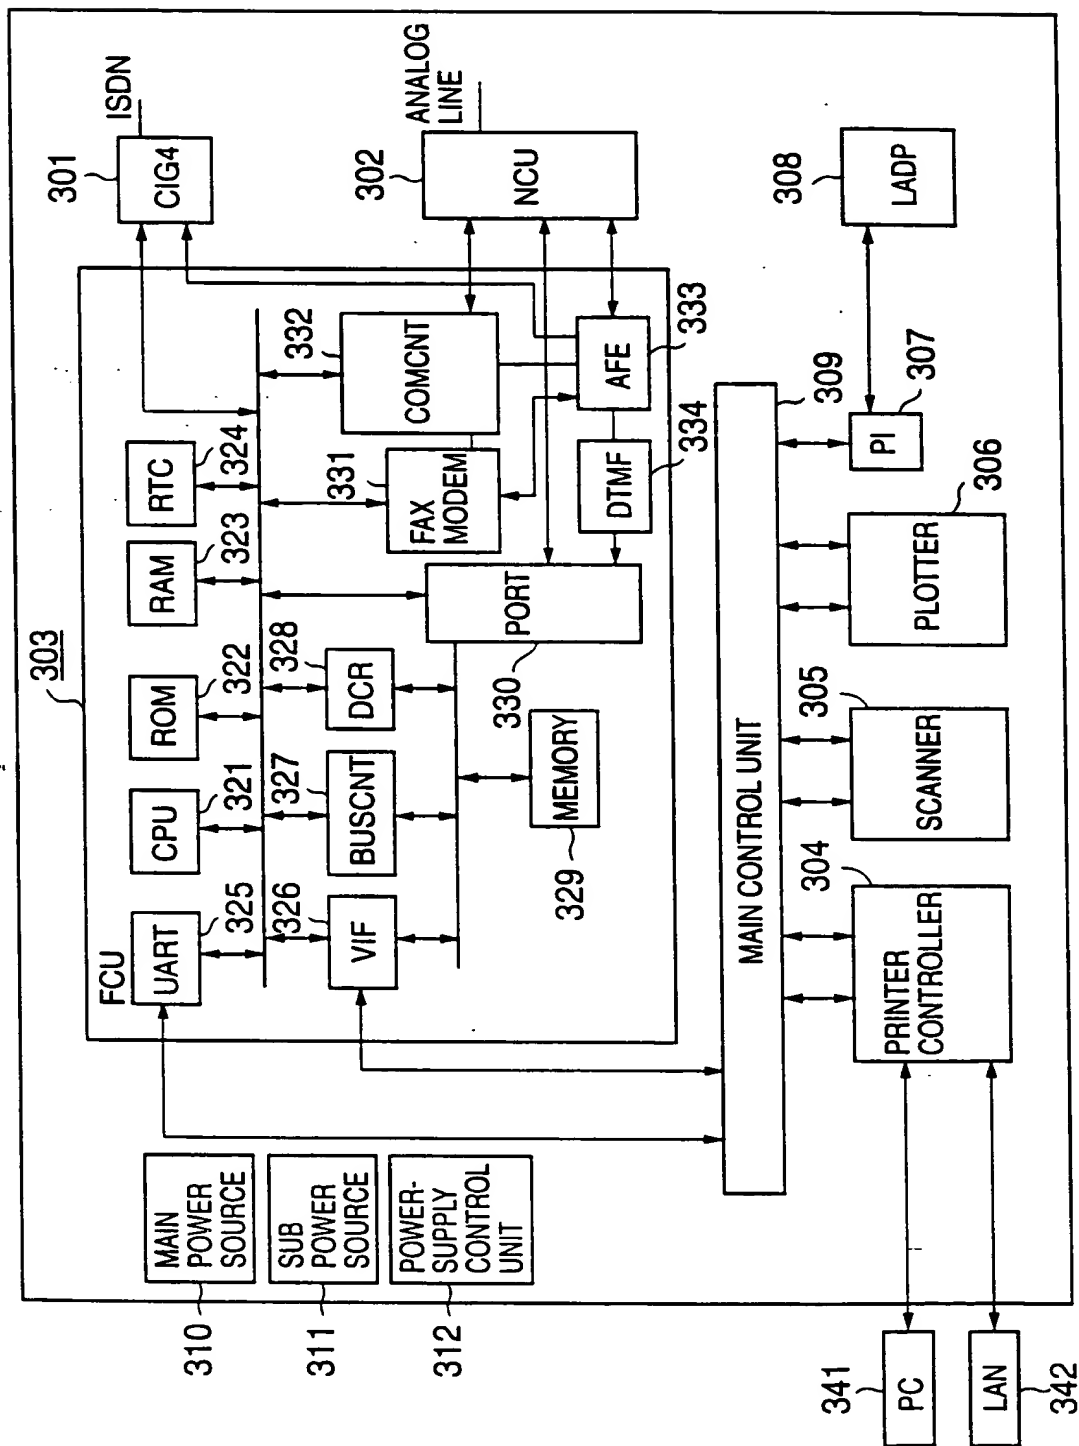 303
FCU
UART
325
CPU
321
ROM
322
RAM
323
RTC
324
301
CIG4
ISDN
326
VIF
327
BUSCNT
328
DCR
331
FAX
MODEM
332
COMCNT
302
NCU
ANALOG
LINE
329
MEMORY
330
PORT
DTMF
334
AFE
333
310
MAIN
POWER
SOURCE
311
SUB
POWER
SOURCE
312
POWER-
SUPPLY
CONTROL
UNIT
MAIN CONTROL UNIT
309
304
PRINTER
CONTROLLER
305
SCANNER
PLOTTER
306
PI
307
308
LADP
341
PC
LAN
342